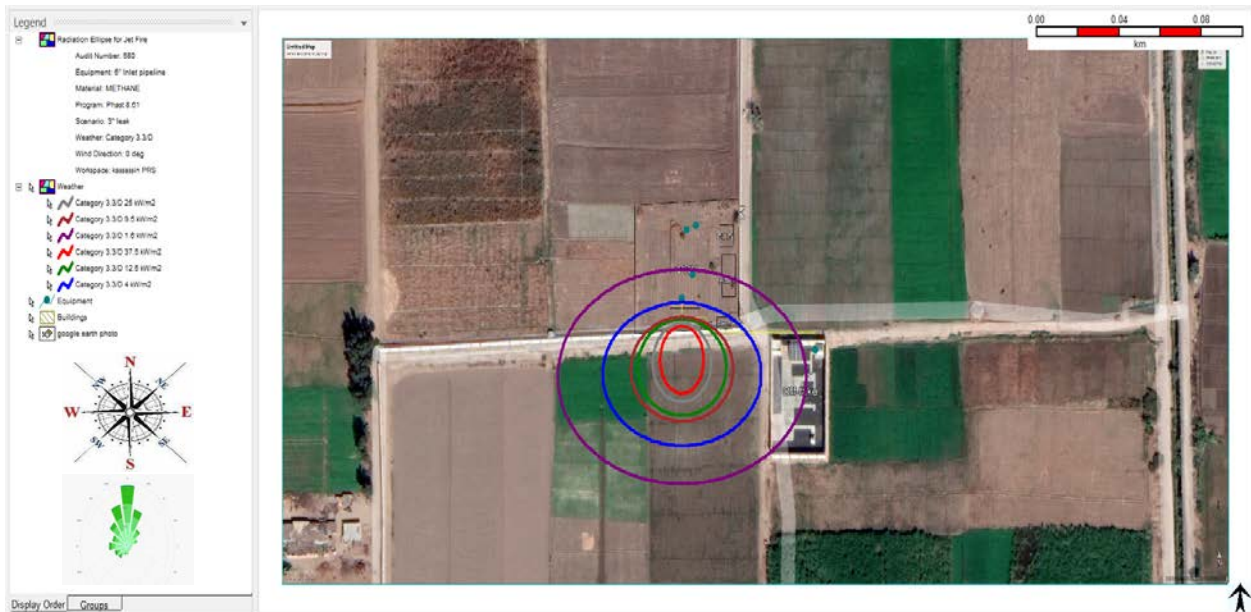 Legend
Radiation Ellipse for Jet Fire
Audit Number: 580
Equipment: 6" Inlet pipeline
Material: METHANE
Program: Phast 8.61
Scenario: 3" leak
Weather: Category 3.3/D
Wind Direction: 0 deg
Workspace: kassassin PRS
Weather
Category 3.3/D 25 kW/m2
Category 3.3/D 9.5 kW/m2
Category 3.3/D 1.6 kW/m2
Category 3.3/D 37.5 kW/m2
Category 3.3/D 12.5 kW/m2
Category 3.3/D 4 kW/m2
Equipment
Buildings
google earth photo
N
NW
NE
W
E
SW
SE
S
Display Order
Groups
0.00 0.04 0.08
km
Untitled Map